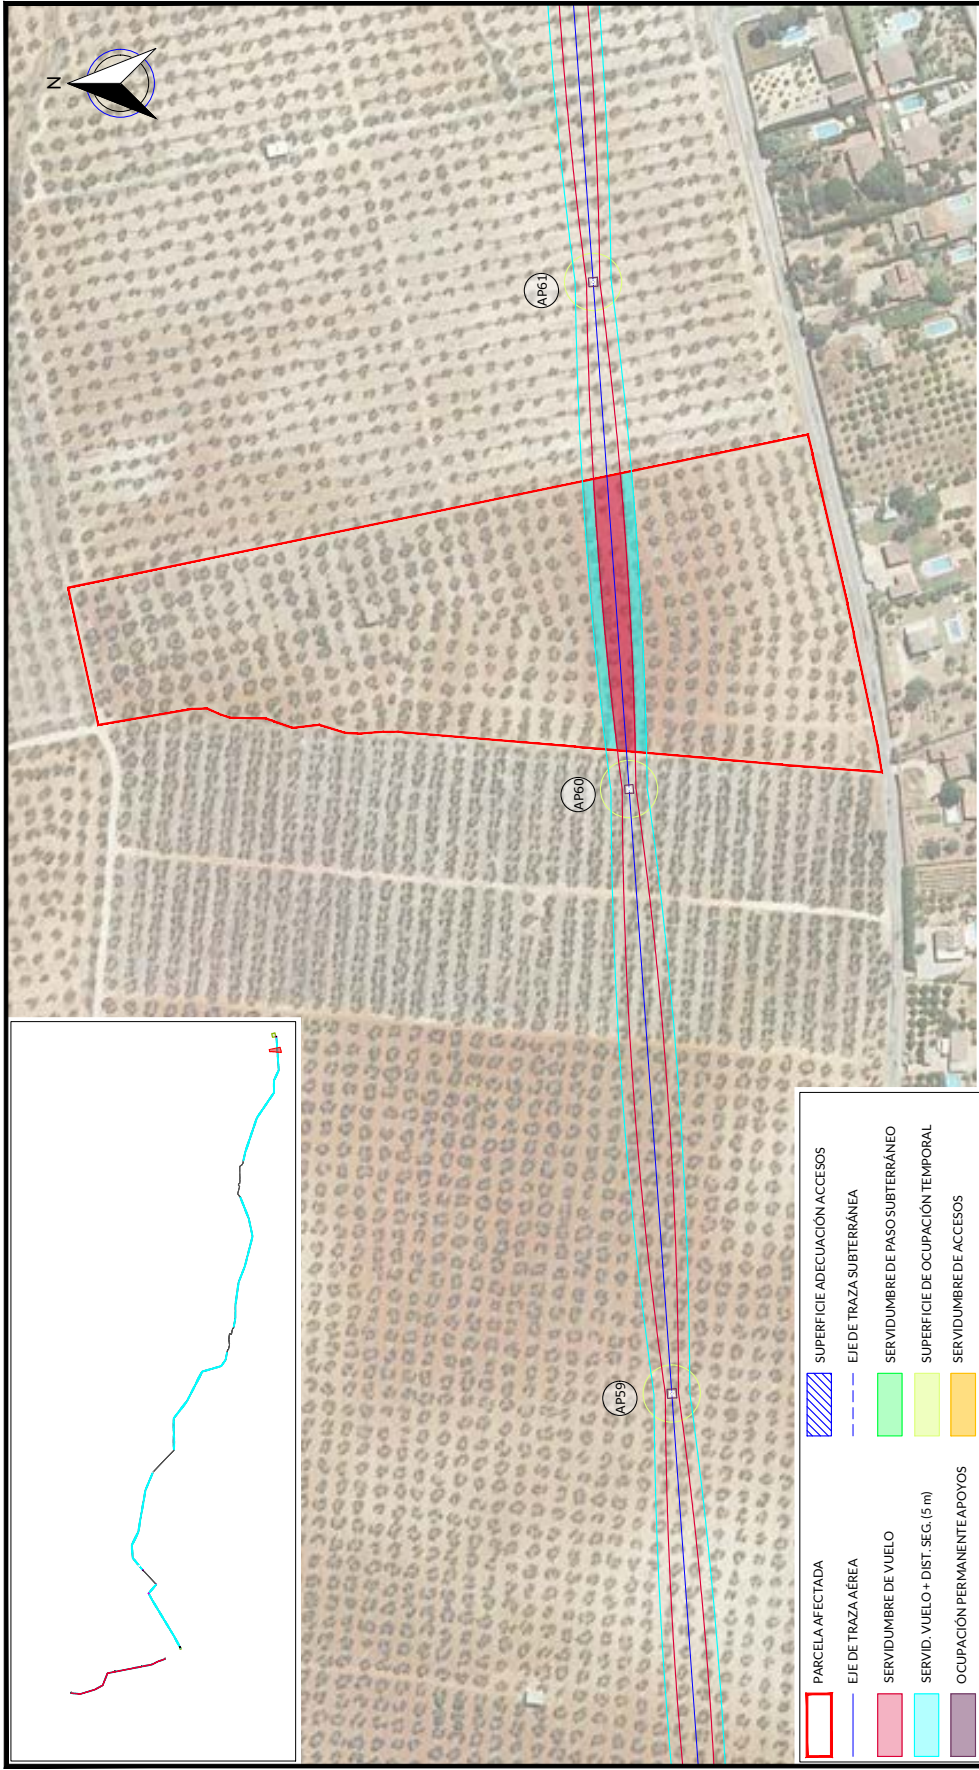 N
AP61
AP60
AP59
PARCELA AFECTADA
EJE DE TRAZA AÉREA
SERVIDUMBRE DE VUELO
SERVID. VUELO + DIST. SEG. (5 m)
OCUPACIÓN PERMANENTE APOYOS
SUPERFICIE ADECUACIÓN ACCESOS
EJE DE TRAZA SUBTERRÁNEA
SERVIDUMBRE DE PASO SUBTERRÁNEO
SUPERFICIE DE OCUPACIÓN TEMPORAL
SERVIDUMBRE DE ACCESOS